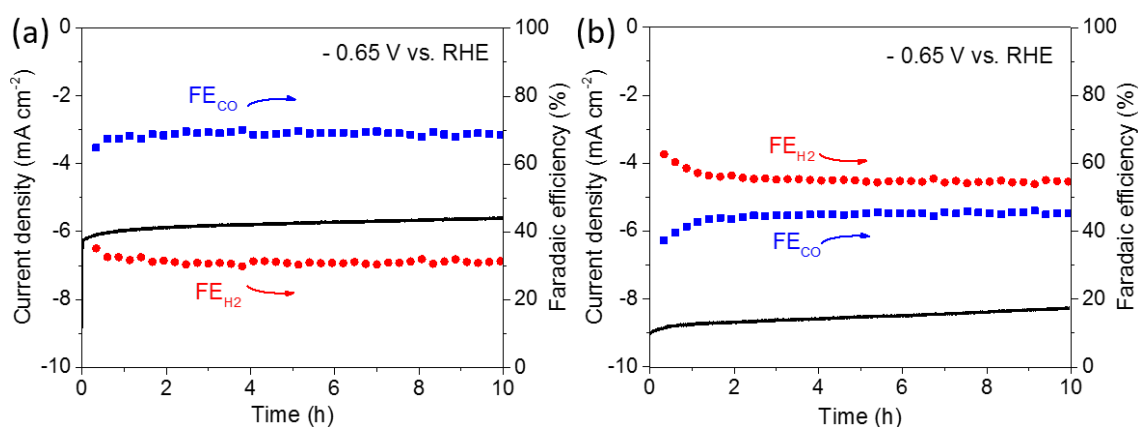 (a)
- 0.65 V vs. RHE
FE_CO
FE_H2
Current density (mA cm⁻²)
0
-2
-4
-6
-8
-10
Faradaic efficiency (%)
100
80
60
40
20
0
0 2 4 6 8 10
Time (h)
(b)
- 0.65 V vs. RHE
FE_H2
FE_CO
Current density (mA cm⁻²)
0
-2
-4
-6
-8
-10
Faradaic efficiency (%)
100
80
60
40
20
0
0 2 4 6 8 10
Time (h)